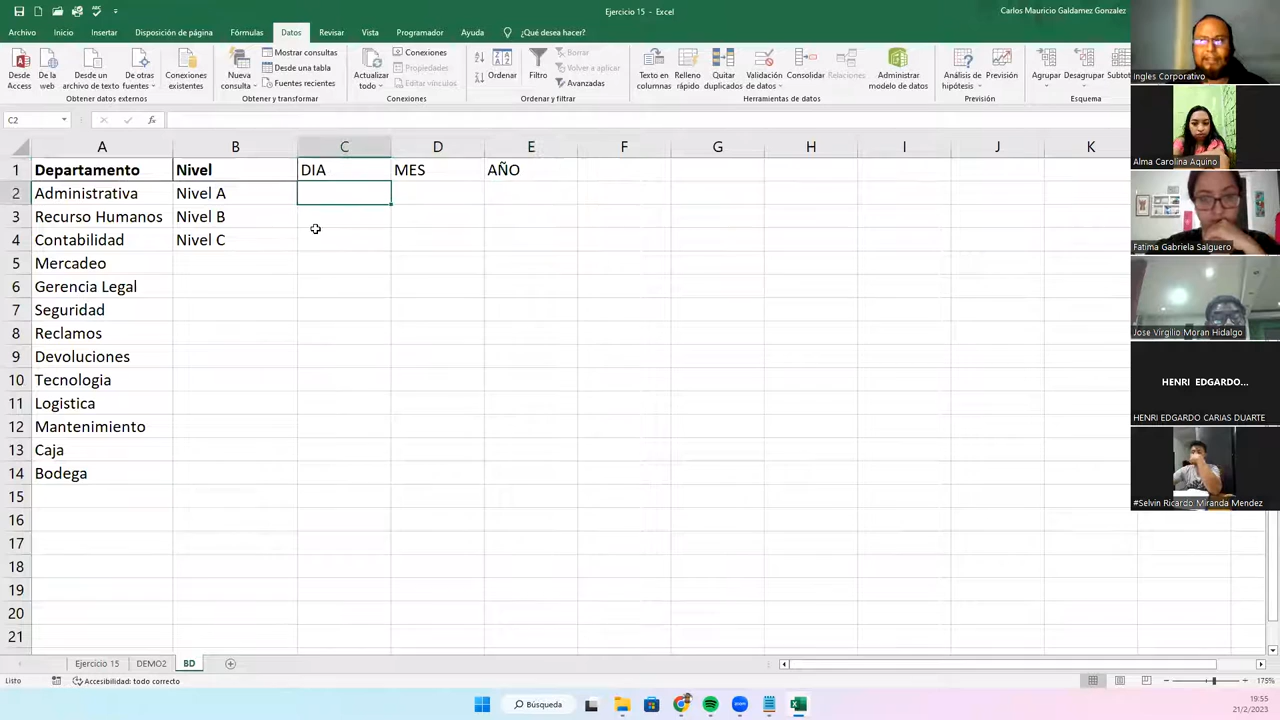 Ejercicio 15 - Excel
Carlos Mauricio Galdamez Gonzalez
Archivo Inicio Insertar Disposición de página Fórmulas Datos Revisar Vista Programador Ayuda ¿Qué desea hacer?
Desde Access
De la web
Desde un archivo de texto
De otras fuentes
Conexiones existentes
Obtener datos externos
Nueva consulta
Mostrar consultas
Desde una tabla
Fuentes recientes
Obtener y transformar
Actualizar todo
Conexiones
Propiedades
Editar vínculos
Conexiones
Ordenar
Filtro
Borrar
Volver a aplicar
Avanzadas
Ordenar y filtrar
Texto en columnas
Relleno rápido
Quitar duplicados
Validación de datos
Consolidar
Relaciones
Administrar modelo de datos
Herramientas de datos
Análisis de hipótesis
Previsión
Previsión
Agrupar
Desagrupar
Esquema
C2
fx
A B C D E F G H I J K
1 Departamento Nivel DIA MES AÑO
2 Administrativa Nivel A
3 Recurso Humanos Nivel B
4 Contabilidad Nivel C
5 Mercadeo
6 Gerencia Legal
7 Seguridad
8 Reclamos
9 Devoluciones
10 Tecnologia
11 Logistica
12 Mantenimiento
13 Caja
14 Bodega
15
16
17
18
19
20
21
Ejercicio 15 DEMO2 BD
Listo
Accesibilidad: todo correcto
175%
Búsqueda
19:55
21/2/2023
Ingles Corporativo
Alma Carolina Aquino
Fatima Gabriela Salguero
Jose Virgilio Moran Hidalgo
HENRI EDGARDO...
HENRI EDGARDO CARIAS DUARTE
#Selvin Ricardo Miranda Mendez